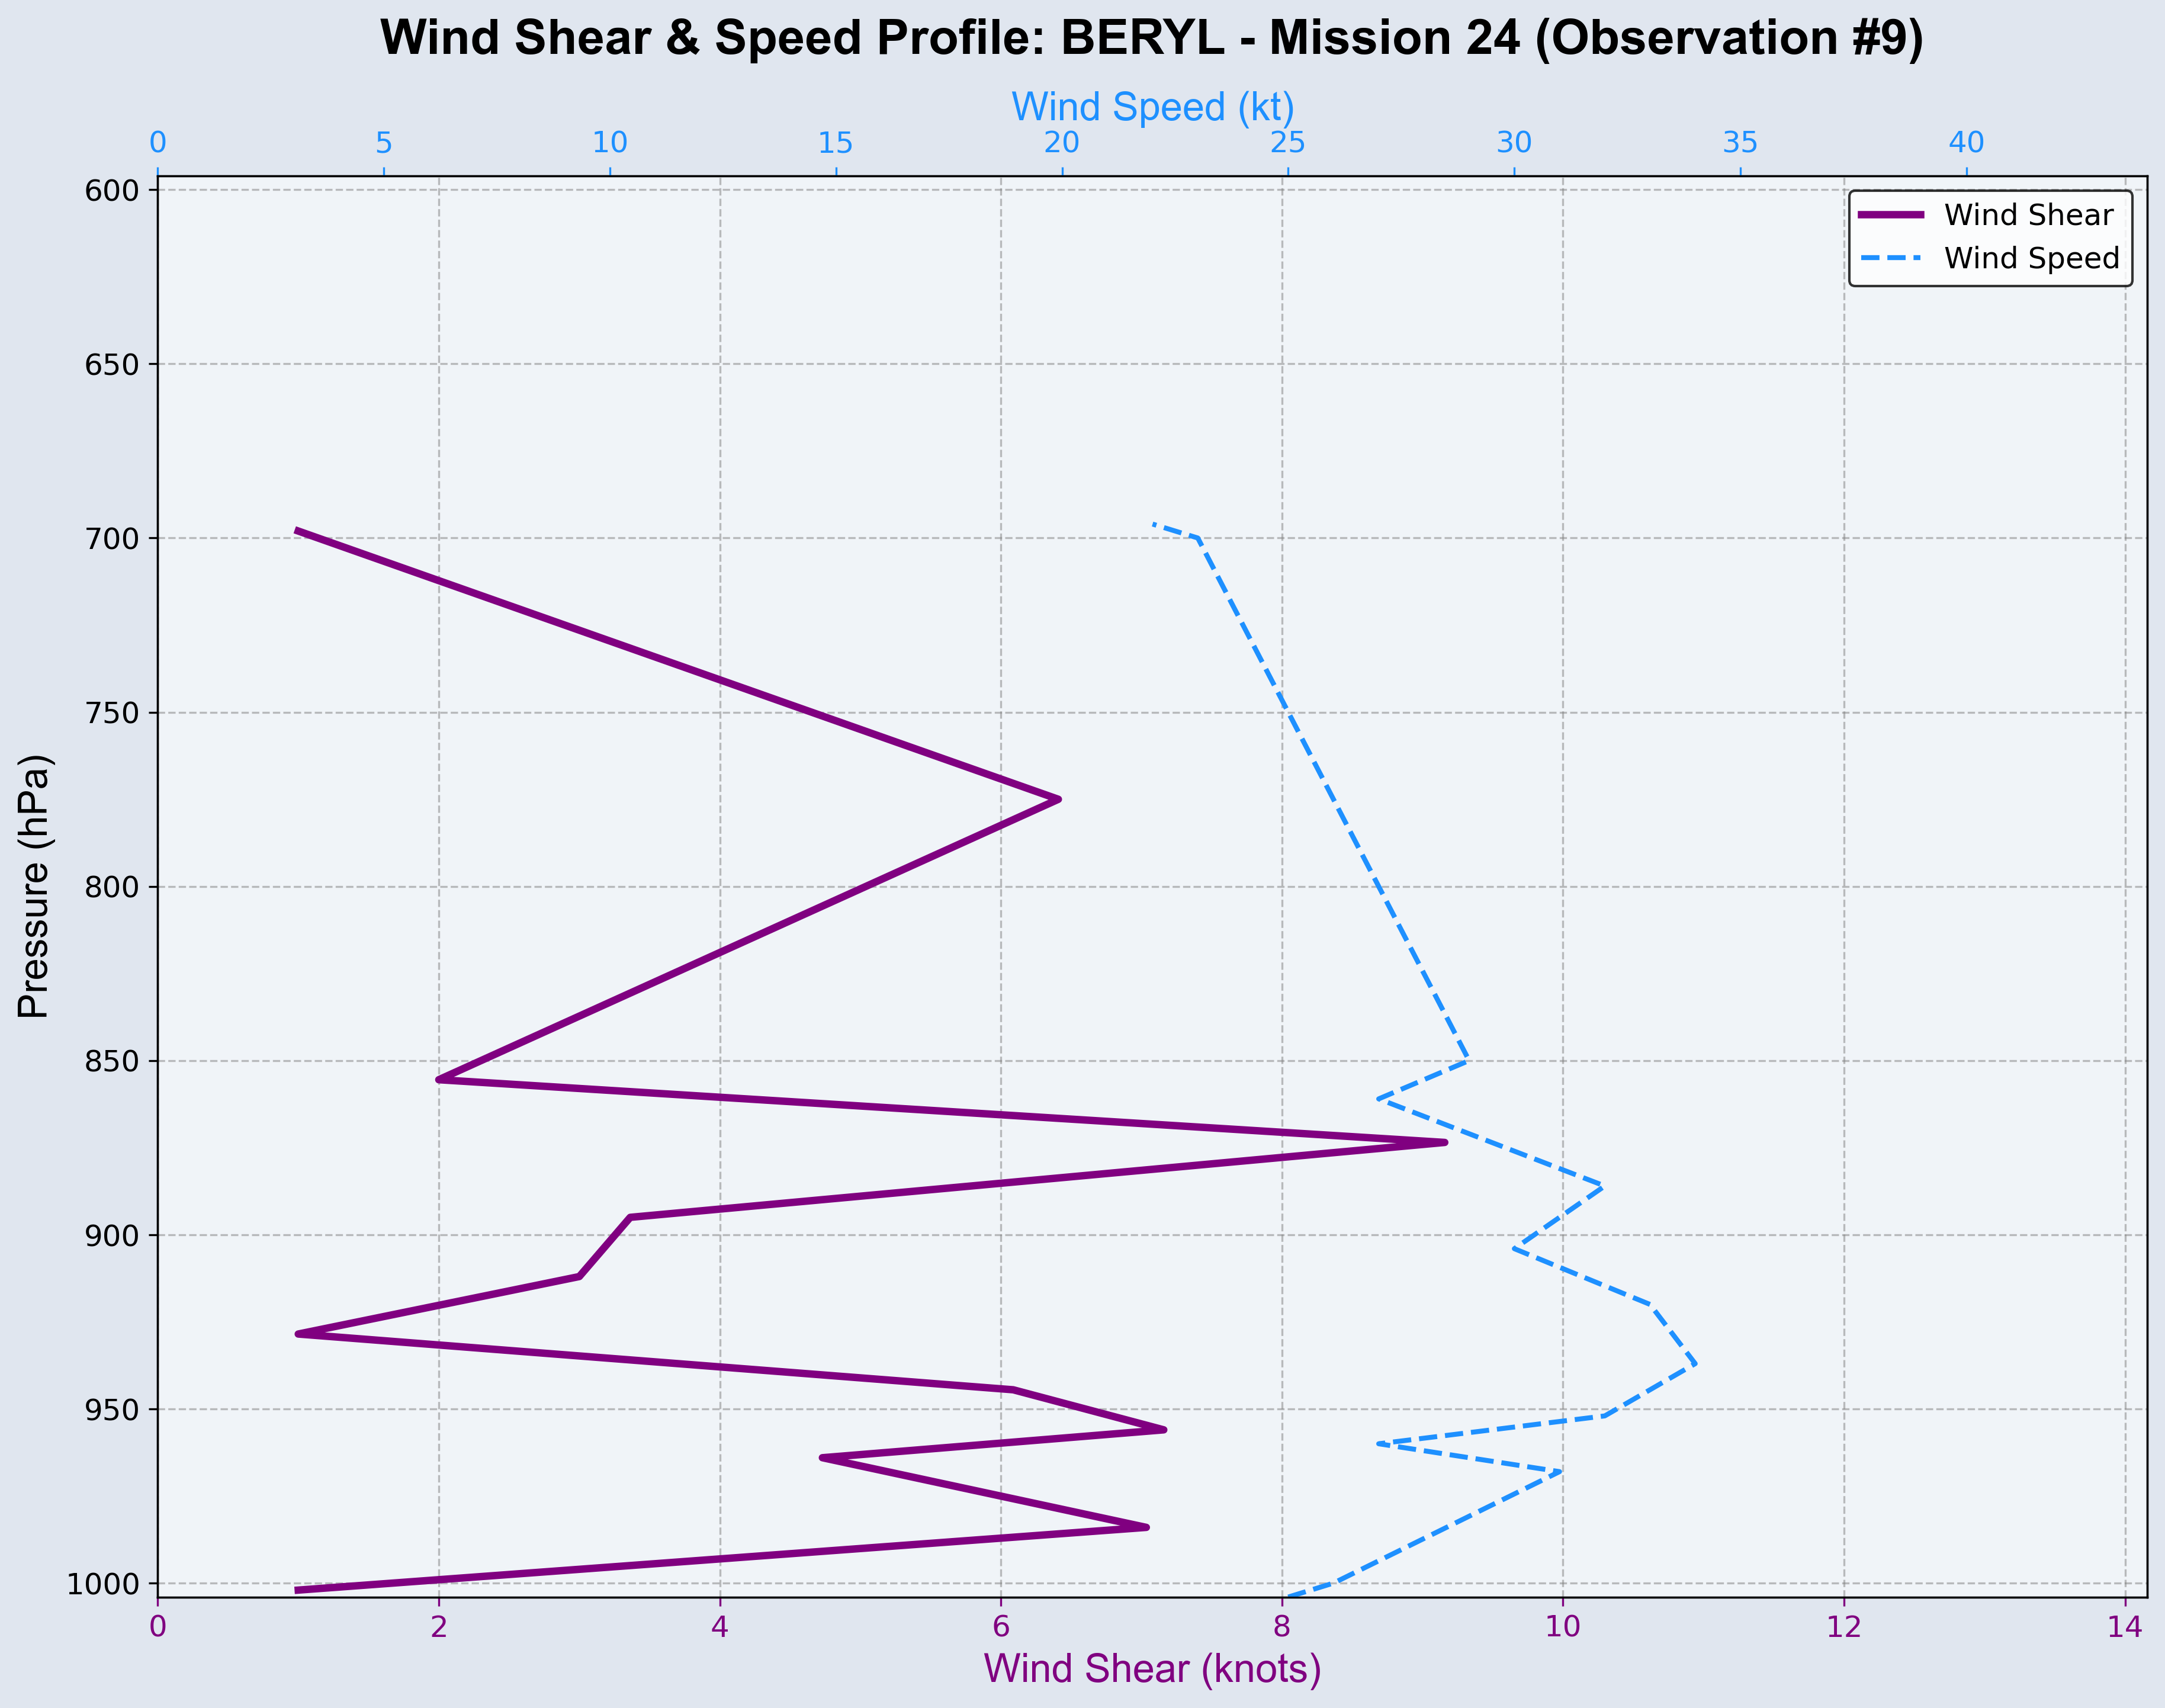 Wind Shear & Speed Profile: BERYL - Mission 24 (Observation #9)
Wind Speed (kt)
0 5 10 15 20 25 30 35 40
Wind Shear
Wind Speed
Pressure (hPa)
600
650
700
750
800
850
900
950
1000
0 2 4 6 8 10 12 14
Wind Shear (knots)